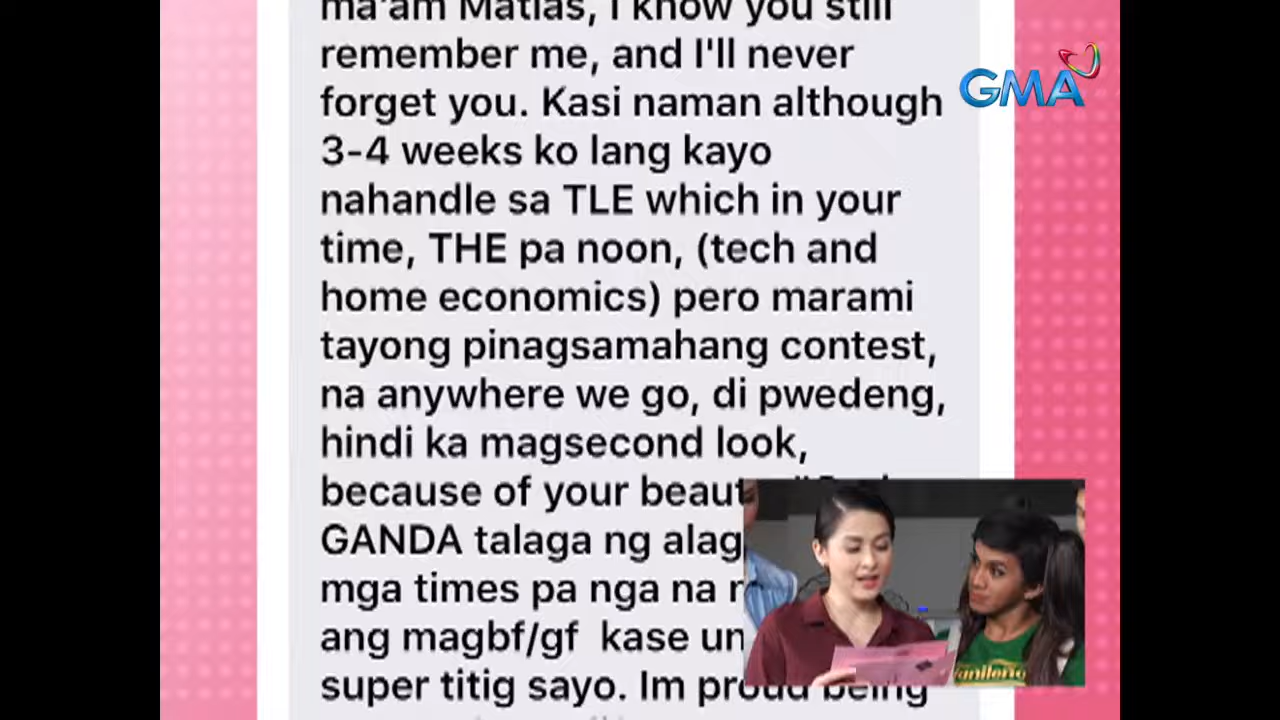 ma'am Matias, I know you still
remember me, and I'll never
forget you. Kasi naman although
3-4 weeks ko lang kayo
nahandle sa TLE which in your
time, THE pa noon, (tech and
home economics) pero marami
tayong pinagsamahang contest,
na anywhere we go, di pwedeng,
hindi ka magsecond look,
because of your
GANDA talaga ng
mga times pa nga na
ang magbf/gf kase
super titig sayo. Im proud being
GMA